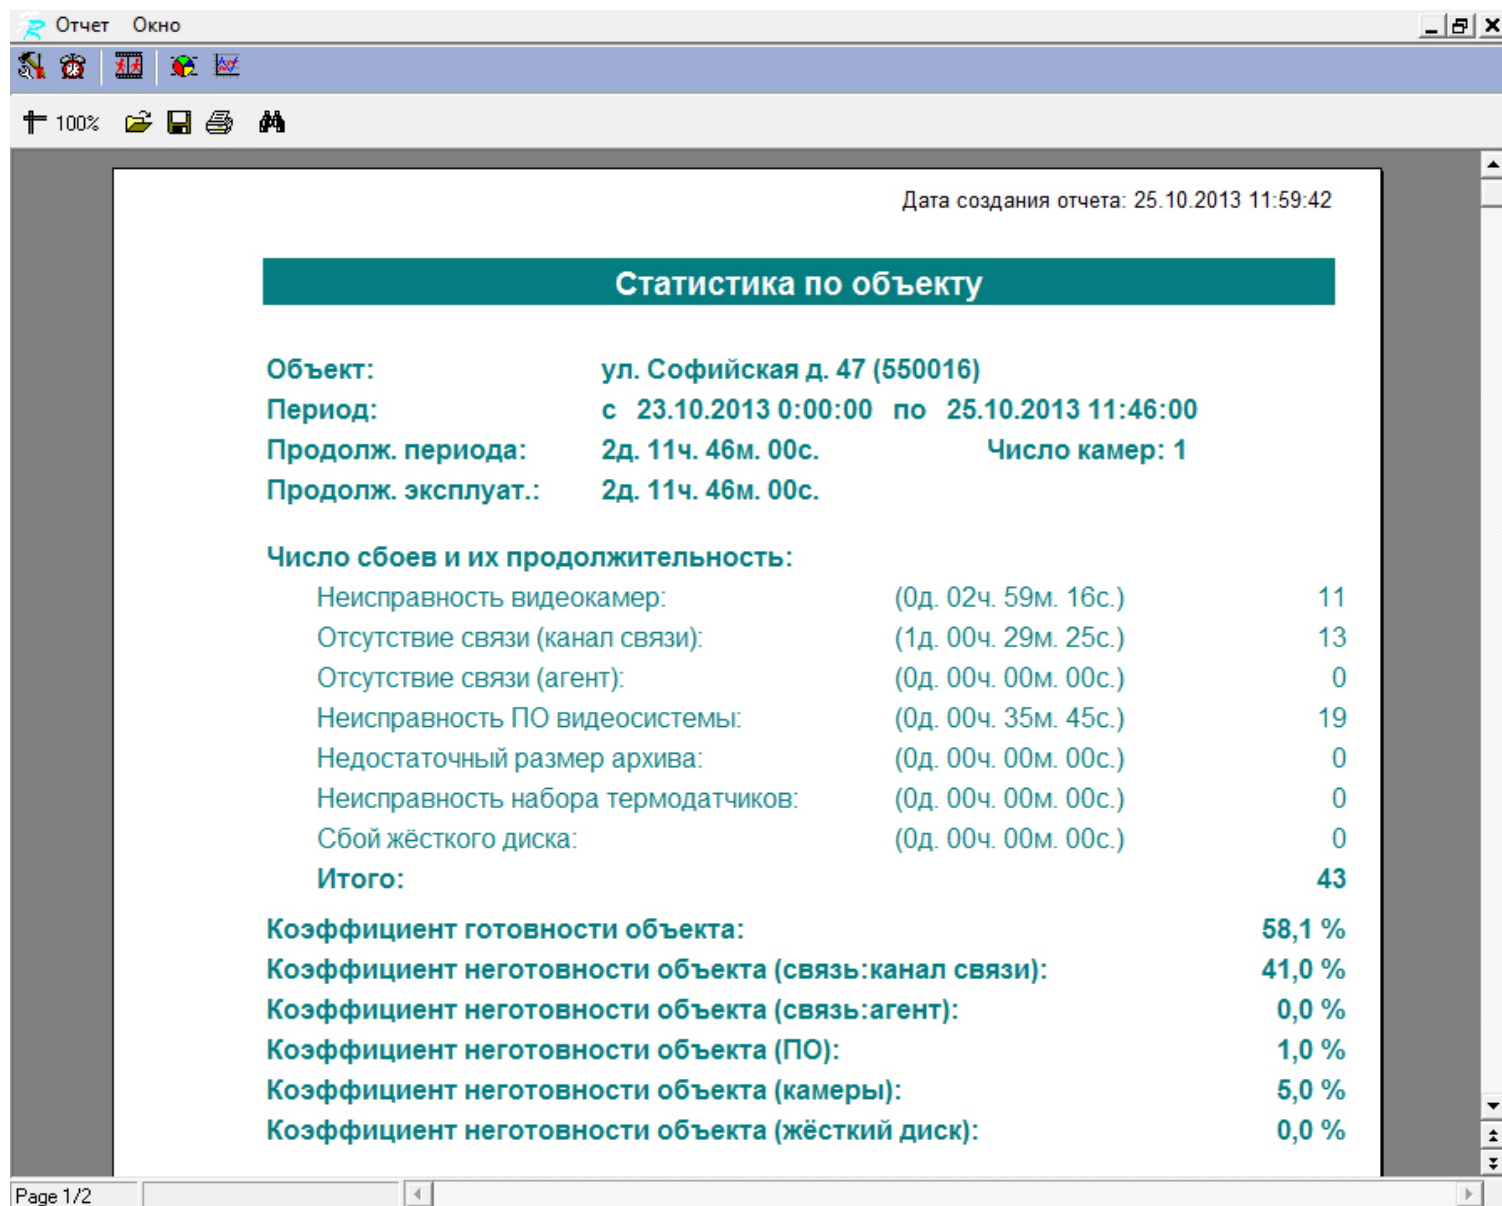 Отчет Окно
100%
Дата создания отчета: 25.10.2013 11:59:42
Статистика по объекту
Объект: ул. Софийская д. 47 (550016)
Период: с 23.10.2013 0:00:00 по 25.10.2013 11:46:00
Продолж. периода: 2д. 11ч. 46м. 00с. Число камер: 1
Продолж. эксплуат.: 2д. 11ч. 46м. 00с.
Число сбоев и их продолжительность:
Неисправность видеокамер: (0д. 02ч. 59м. 16с.) 11
Отсутствие связи (канал связи): (1д. 00ч. 29м. 25с.) 13
Отсутствие связи (агент): (0д. 00ч. 00м. 00с.) 0
Неисправность ПО видеосистемы: (0д. 00ч. 35м. 45с.) 19
Недостаточный размер архива: (0д. 00ч. 00м. 00с.) 0
Неисправность набора термодатчиков: (0д. 00ч. 00м. 00с.) 0
Сбой жёсткого диска: (0д. 00ч. 00м. 00с.) 0
Итого: 43
Коэффициент готовности объекта: 58,1 %
Коэффициент неготовности объекта (связь:канал связи): 41,0 %
Коэффициент неготовности объекта (связь:агент): 0,0 %
Коэффициент неготовности объекта (ПО): 1,0 %
Коэффициент неготовности объекта (камеры): 5,0 %
Коэффициент неготовности объекта (жёсткий диск): 0,0 %
Page 1/2